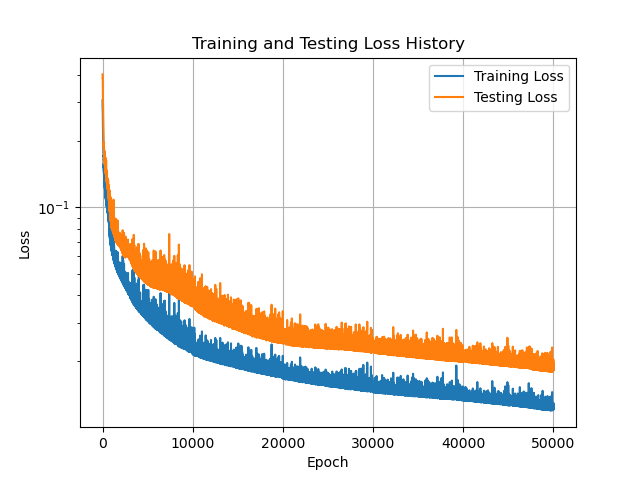 Training and Testing Loss History
Training Loss
Testing Loss
10⁻¹
Loss
0 10000 20000 30000 40000 50000
Epoch